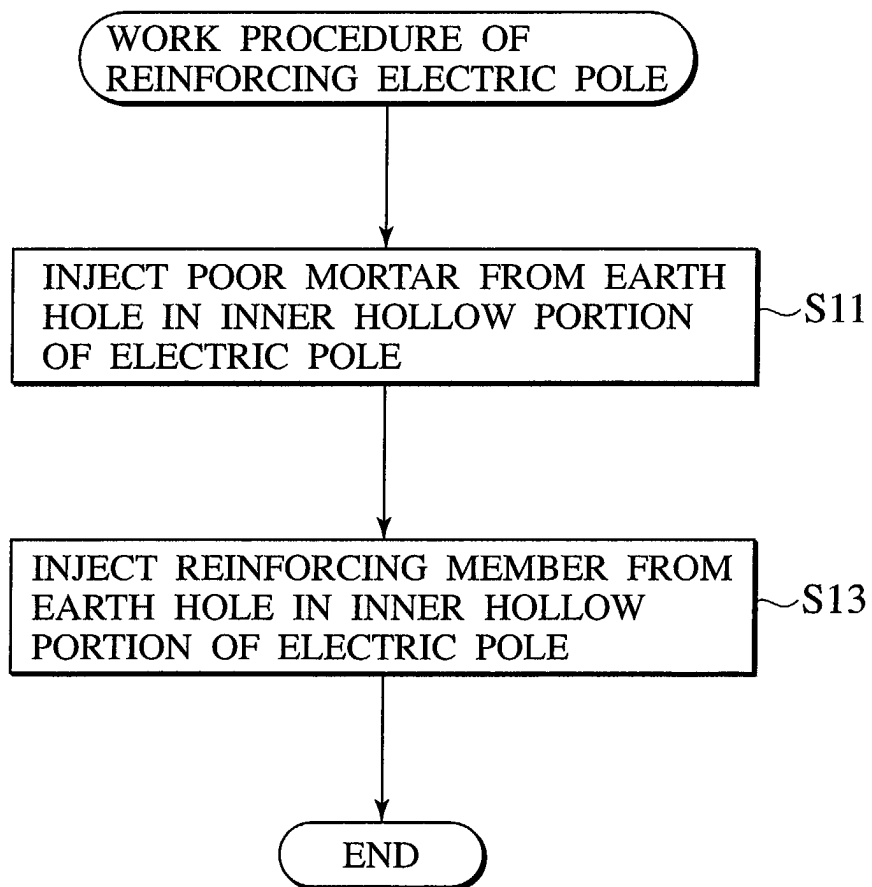 WORK PROCEDURE OF
REINFORCING ELECTRIC POLE
INJECT POOR MORTAR FROM EARTH
HOLE IN INNER HOLLOW PORTION
OF ELECTRIC POLE
S11
INJECT REINFORCING MEMBER FROM
EARTH HOLE IN INNER HOLLOW
PORTION OF ELECTRIC POLE
S13
END